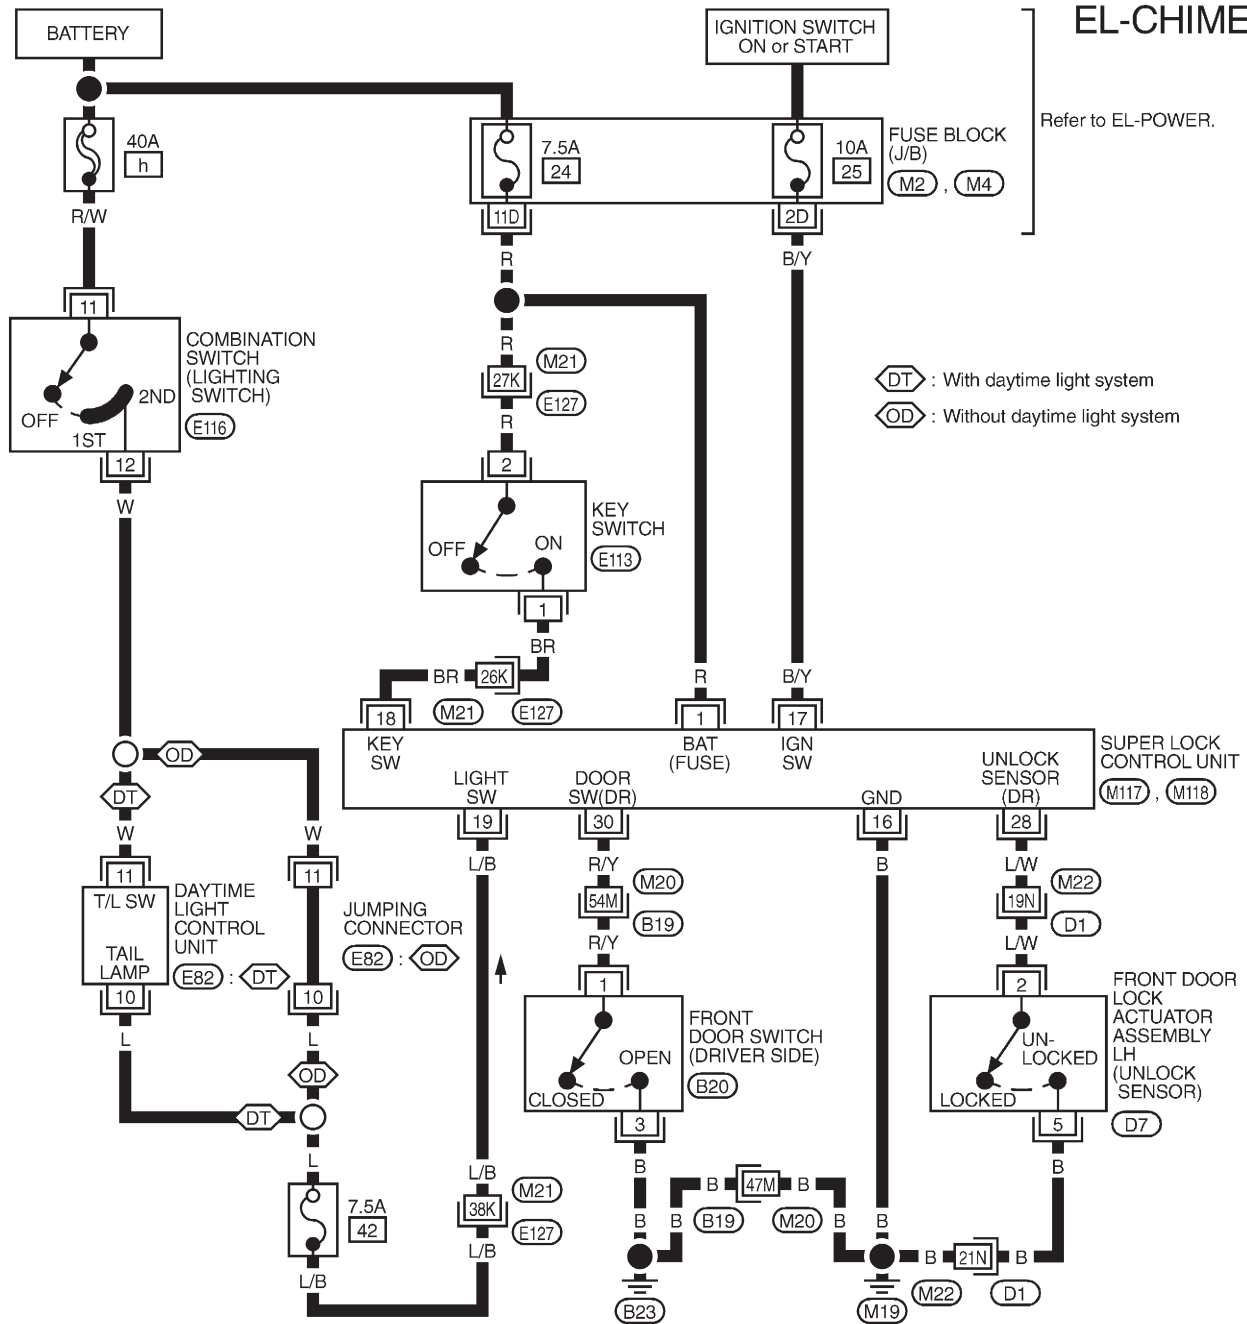 EL-CHIME
BATTERY
IGNITION SWITCH
ON or START
Refer to EL-POWER.
40A
h
7.5A
24
10A
25
FUSE BLOCK
(J/B)
M2 , M4
R/W
11D
2D
R
B/Y
11
COMBINATION
SWITCH
(LIGHTING
SWITCH)
E116
OFF
1ST
2ND
12
W
R
M21
27K
E127
R
DT : With daytime light system
OD : Without daytime light system
2
KEY
SWITCH
E113
OFF
ON
1
BR
BR
26K
M21
E127
R
B/Y
18
1
17
KEY
SW
BAT
(FUSE)
IGN
SW
LIGHT
SW
DOOR
SW(DR)
GND
UNLOCK
SENSOR
(DR)
SUPER LOCK
CONTROL UNIT
M117 , M118
19
30
16
28
OD
DT
W
W
L/B
R/Y
B
L/W
11
11
T/L SW
TAIL
LAMP
DAYTIME
LIGHT
CONTROL
UNIT
E82 : DT
JUMPING
CONNECTOR
E82 : OD
M20
54M
B19
M22
19N
D1
R/Y
L/W
10
10
L
L
OD
DT
L
1
FRONT
DOOR SWITCH
(DRIVER SIDE)
B20
OPEN
CLOSED
3
2
FRONT DOOR
LOCK
ACTUATOR
ASSEMBLY
LH
(UNLOCK
SENSOR)
D7
UN-
LOCKED
LOCKED
5
7.5A
42
L/B
L/B
M21
38K
E127
L/B
B
B
B
B
47M
B
B19
M20
B
B
B
B
21N
B
M22
D1
B23
M19